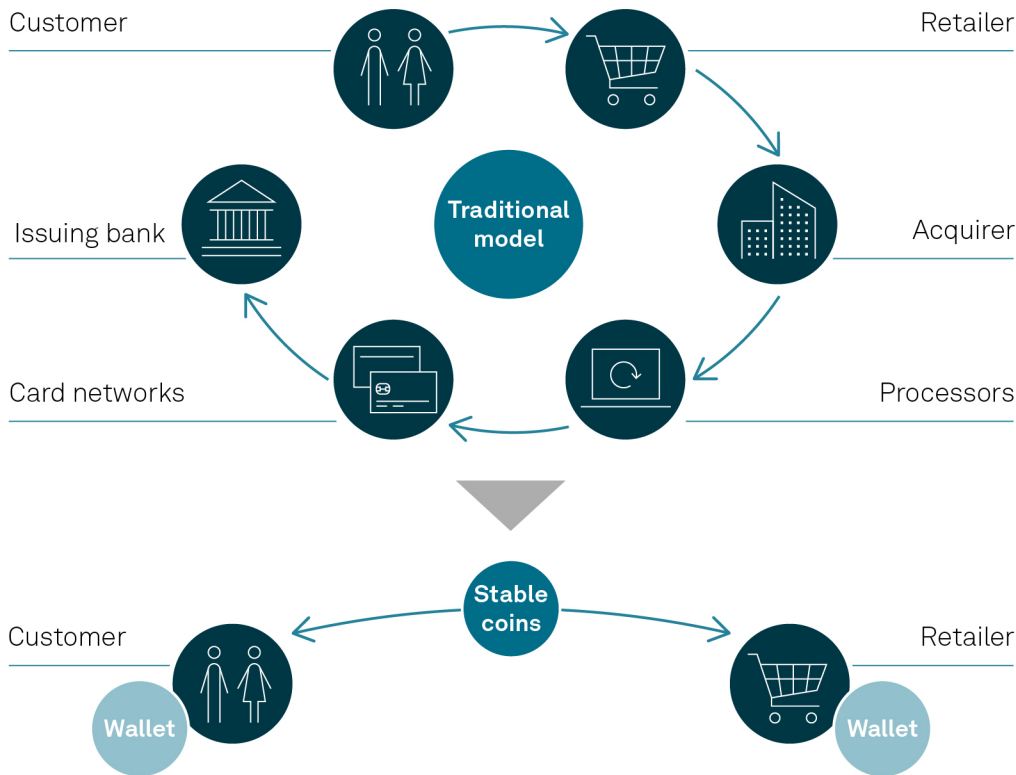 Customer
Retailer
Traditional
model
Issuing bank
Acquirer
Card networks
Processors
Stable
coins
Customer
Retailer
Wallet
Wallet